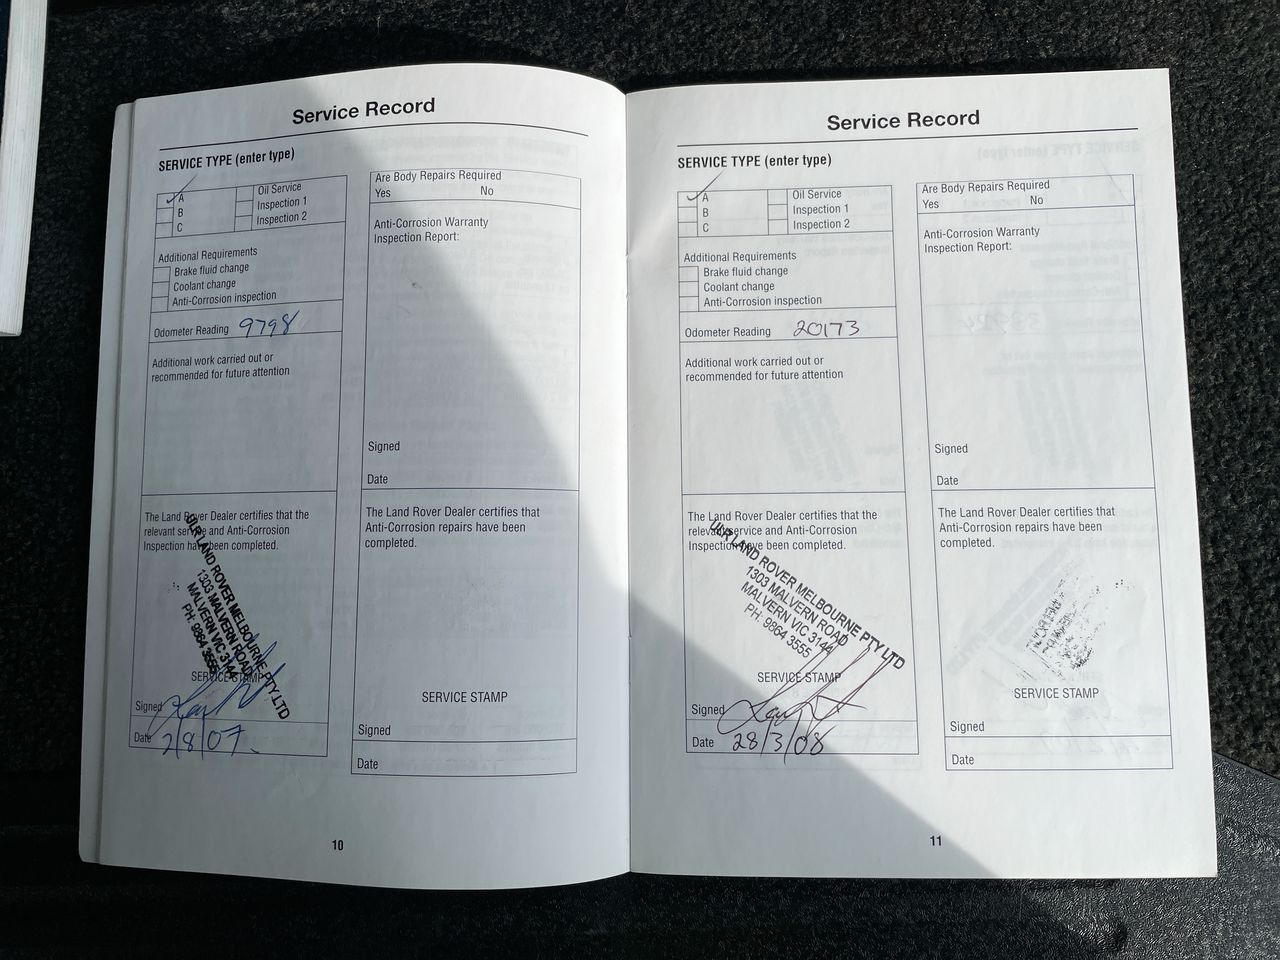 Service Record
SERVICE TYPE (enter type)
A
B
C
Oil Service
Inspection 1
Inspection 2
Additional Requirements
Brake fluid change
Coolant change
Anti-Corrosion inspection
Odometer Reading 9798
Additional work carried out or
recommended for future attention
The Land Rover Dealer certifies that the
relevant service and Anti-Corrosion
Inspection have been completed.
ULR LAND ROVER MELBOURNE PTY LTD
1303 MALVERN ROAD
MALVERN VIC 3144
PH: 9864 3555
SERVICE STAMP
Signed
Date 2/8/07.
Are Body Repairs Required
Yes No
Anti-Corrosion Warranty
Inspection Report:
Signed
Date
The Land Rover Dealer certifies that
Anti-Corrosion repairs have been
completed.
SERVICE STAMP
Signed
Date
10
Service Record
SERVICE TYPE (enter type)
A
B
C
Oil Service
Inspection 1
Inspection 2
Additional Requirements
Brake fluid change
Coolant change
Anti-Corrosion inspection
Odometer Reading 20173
Additional work carried out or
recommended for future attention
The Land Rover Dealer certifies that the
relevant service and Anti-Corrosion
Inspection have been completed.
ULR LAND ROVER MELBOURNE PTY LTD
1303 MALVERN ROAD
MALVERN VIC 3144
PH: 9864 3555
SERVICE STAMP
Signed
Date 28/3/08
Are Body Repairs Required
Yes No
Anti-Corrosion Warranty
Inspection Report:
Signed
Date
The Land Rover Dealer certifies that
Anti-Corrosion repairs have been
completed.
SERVICE STAMP
Signed
Date
11